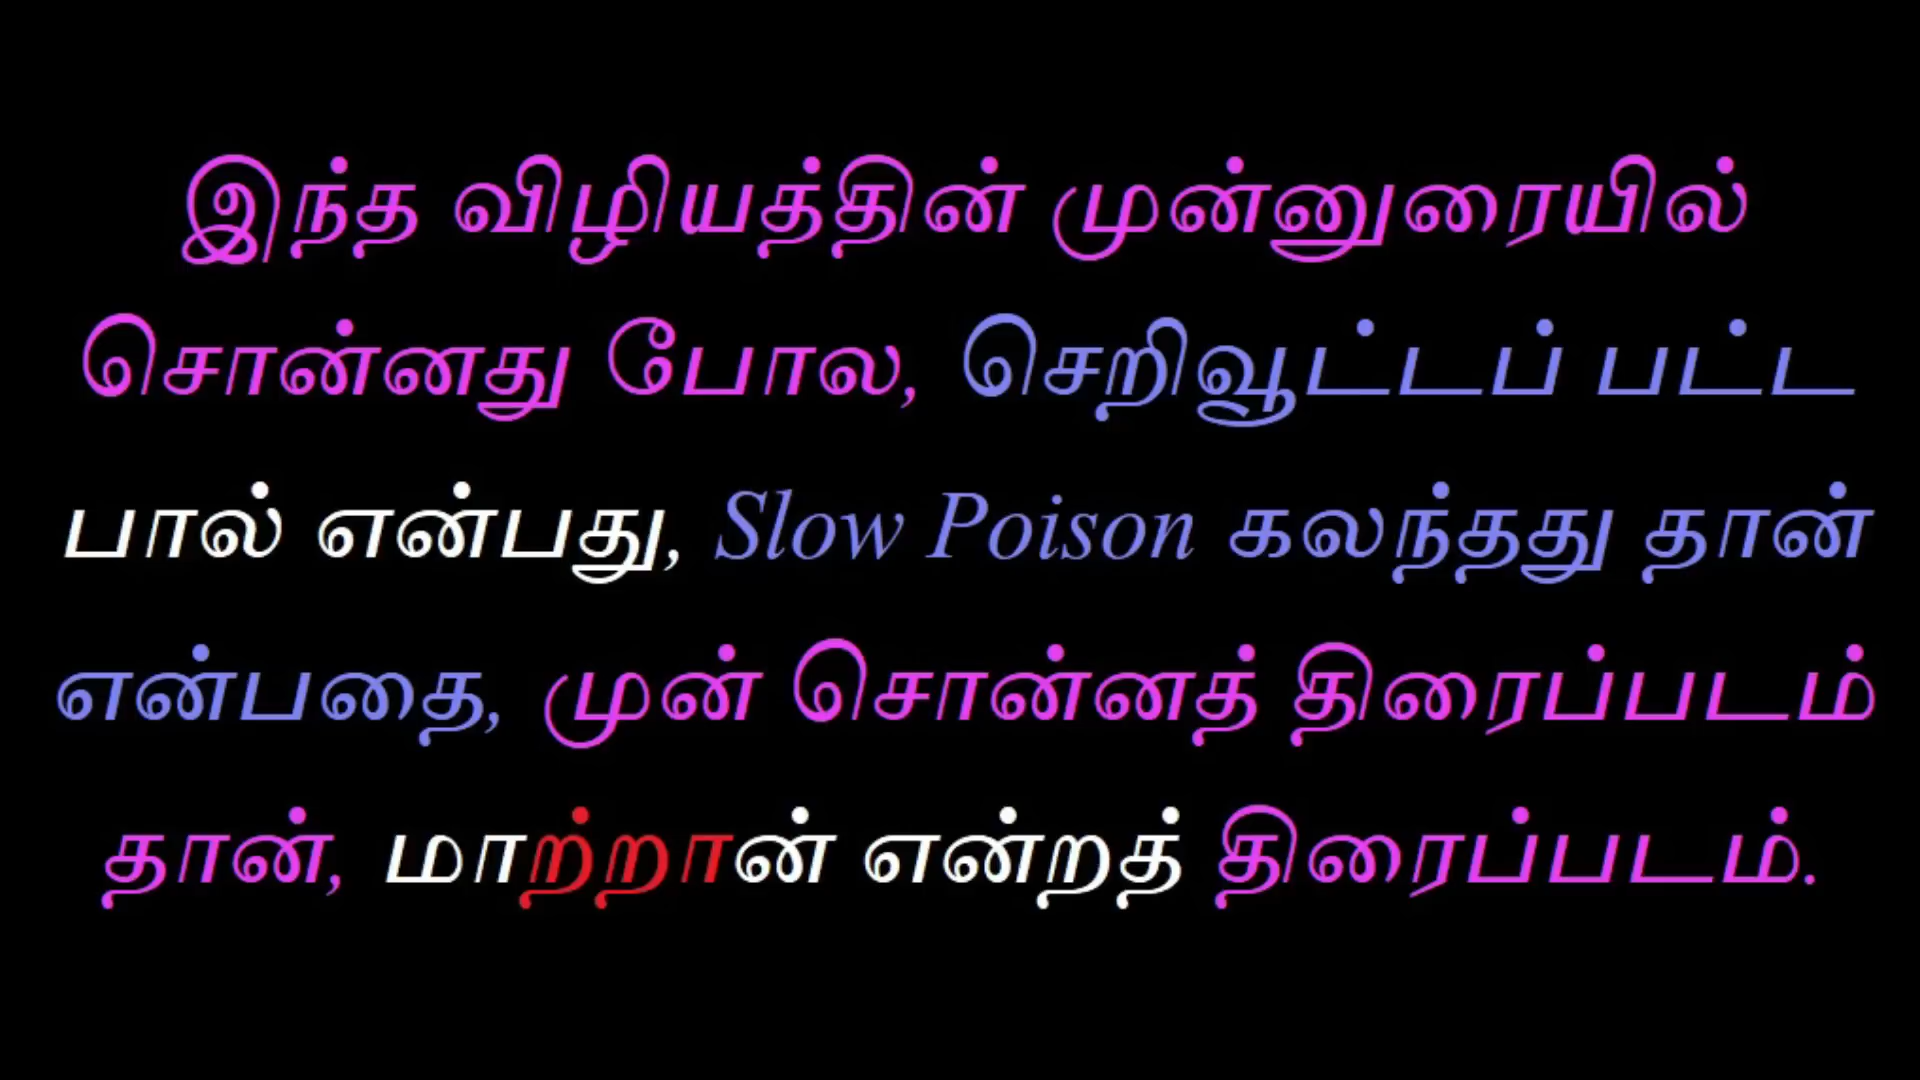 இந்த விழியத்தின் முன்னுரையில்
சொன்னது போல, செறிவூட்டப் பட்ட
பால் என்பது, Slow Poison கலந்தது தான்
என்பதை, முன் சொன்னத் திரைப்படம்
தான், மாற்றான் என்றத் திரைப்படம்.